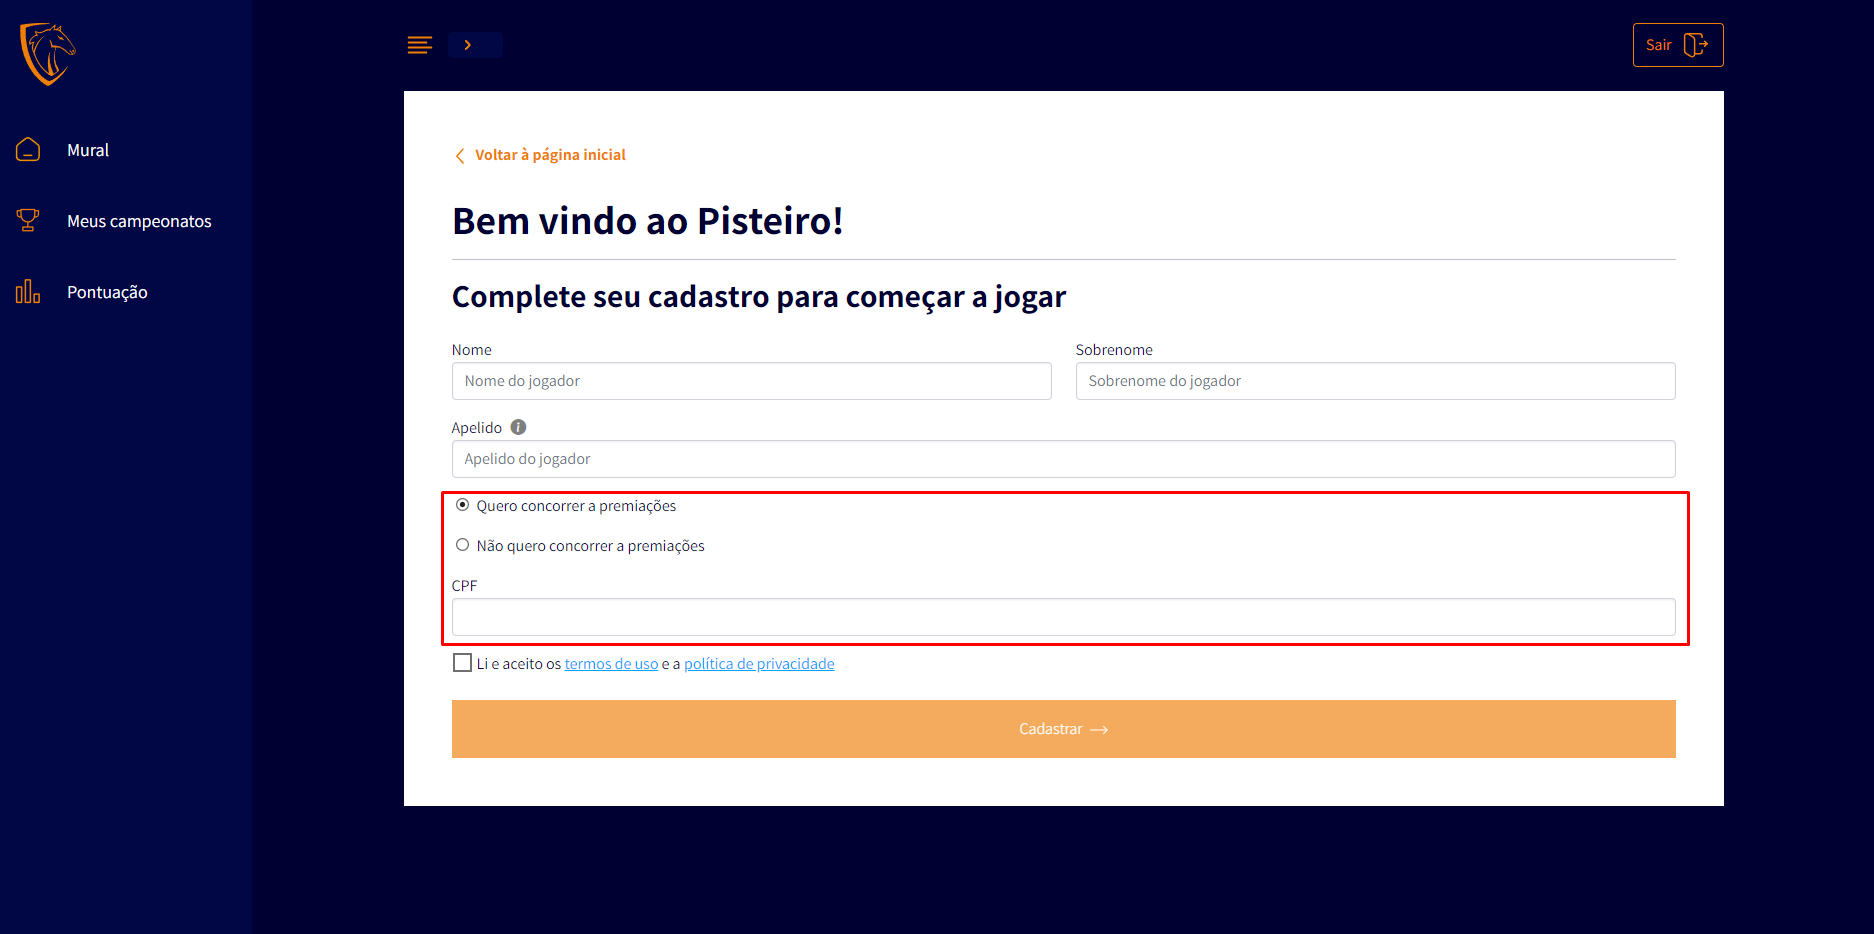 Sair
Mural
Meus campeonatos
Pontuação
Voltar à página inicial
Bem vindo ao Pisteiro!
Complete seu cadastro para começar a jogar
Nome
Sobrenome
Nome do jogador
Sobrenome do jogador
Apelido
Apelido do jogador
Quero concorrer a premiações
Não quero concorrer a premiações
CPF
Li e aceito os termos de uso e a política de privacidade
Cadastrar